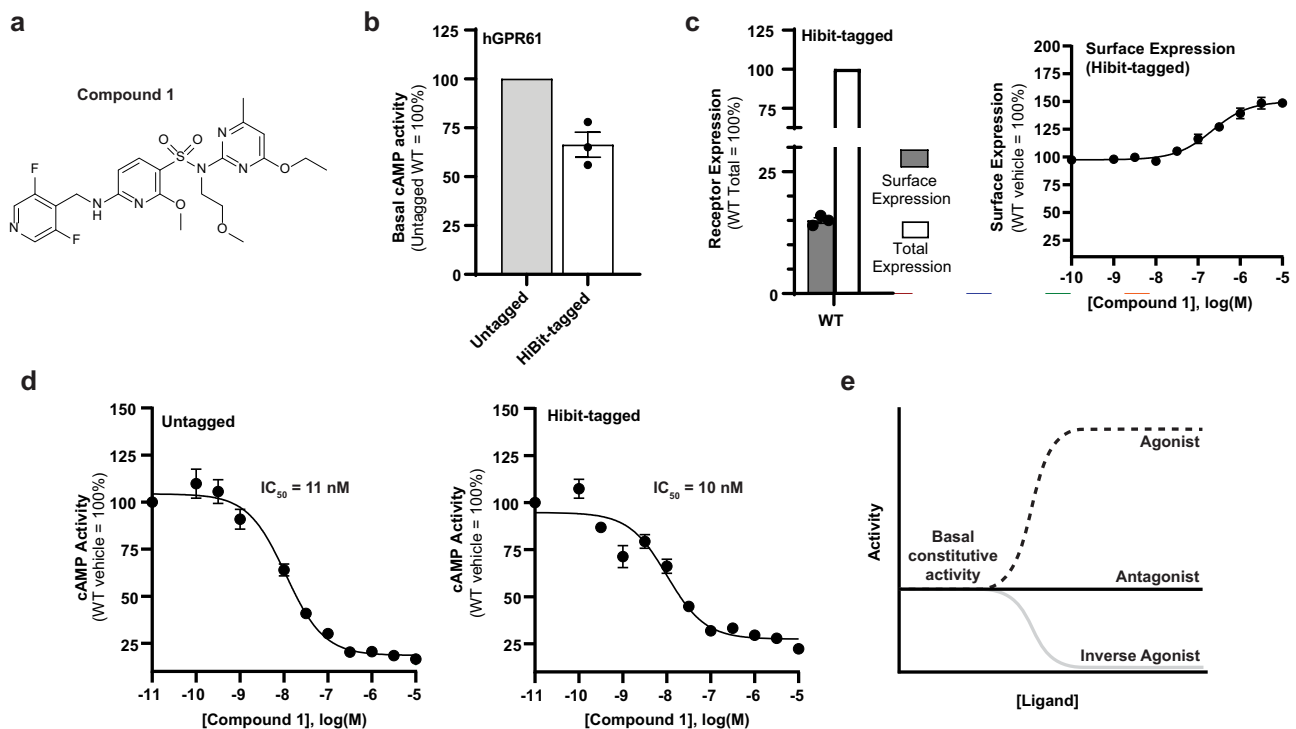 a
Compound 1
F
N
F
N
H
N
O
O
S
O
N
N
N
O
O
b
hGPR61
Basal cAMP activity
(Untagged WT = 100%)
125
100
75
50
25
0
Untagged
HiBit-tagged
c
Hibit-tagged
Receptor Expression
(WT Total = 100%)
125
100
75
25
0
WT
Surface
Expression
Total
Expression
Surface Expression
(Hibit-tagged)
Surface Expression
(WT vehicle = 100%)
200
175
150
125
100
75
50
25
-10
-9
-8
-7
-6
-5
[Compound 1], log(M)
d
Untagged
IC50 = 11 nM
cAMP Activity
(WT vehicle = 100%)
150
125
100
75
50
25
-11
-10
-9
-8
-7
-6
-5
[Compound 1], log(M)
Hibit-tagged
IC50 = 10 nM
cAMP Activity
(WT vehicle = 100%)
150
125
100
75
50
25
-11
-10
-9
-8
-7
-6
-5
[Compound 1], log(M)
e
Activity
Basal
constitutive
activity
Agonist
Antagonist
Inverse Agonist
[Ligand]